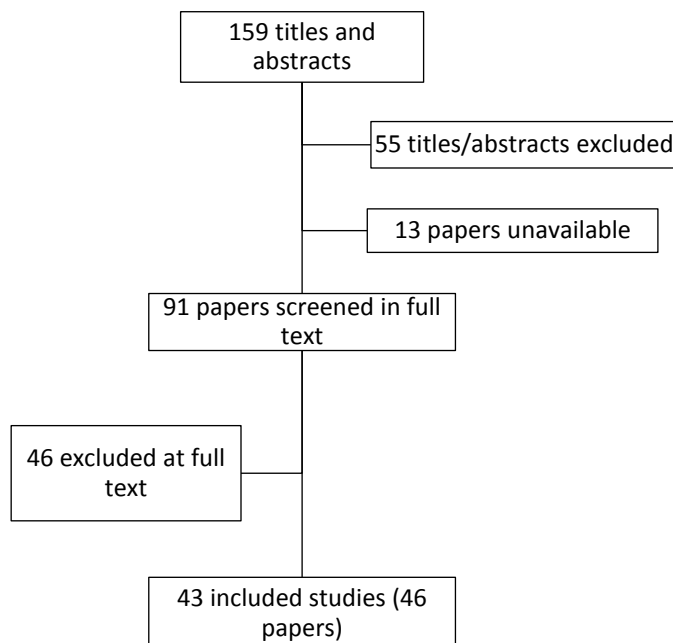 159 titles and
abstracts
55 titles/abstracts excluded
13 papers unavailable
91 papers screened in full
text
46 excluded at full
text
43 included studies (46
papers)